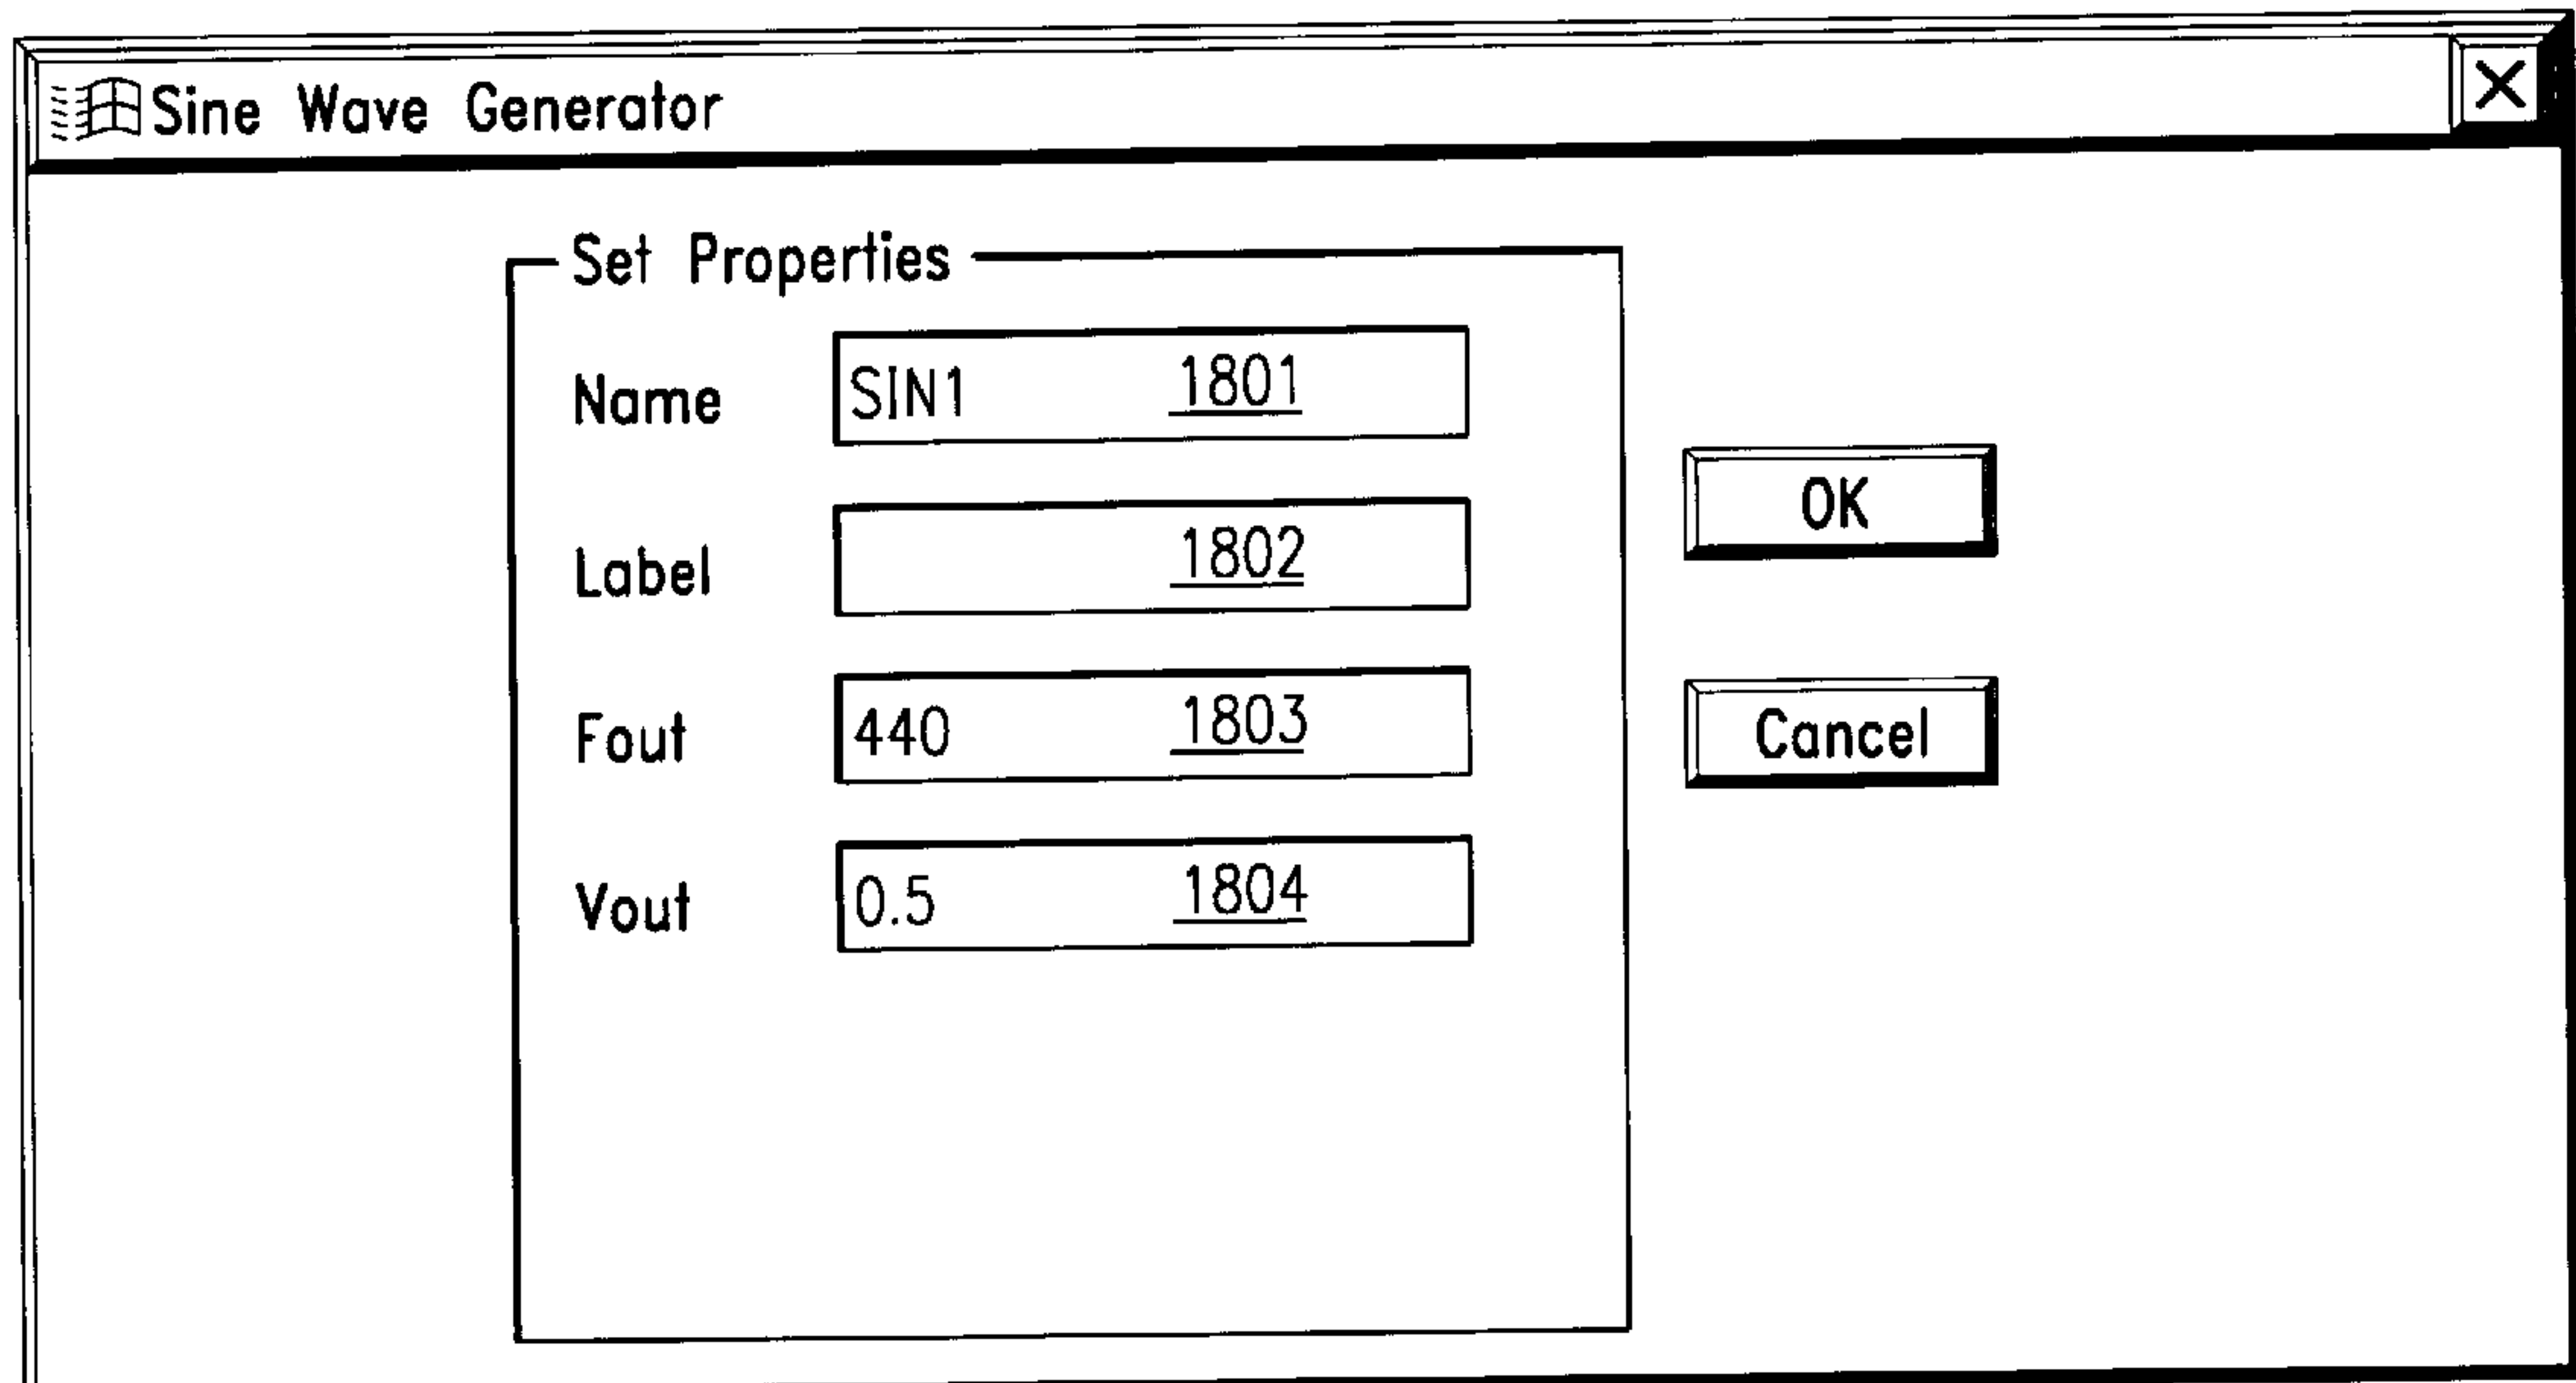 Sine Wave Generator
Set Properties
Name SIN1 1801
Label 1802
Fout 440 1803
Vout 0.5 1804
OK
Cancel